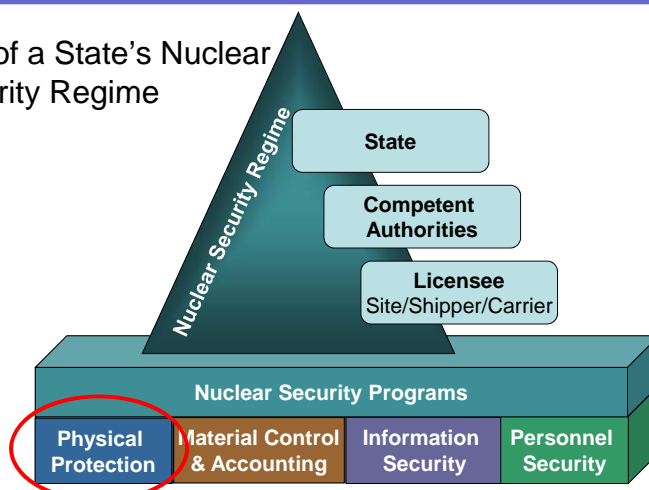 of a State's Nuclear
rity Regime
Nuclear Security Regime
State
Competent
Authorities
Licensee
Site/Shipper/Carrier
Nuclear Security Programs
Physical
Protection
Material Control
& Accounting
Information
Security
Personnel
Security